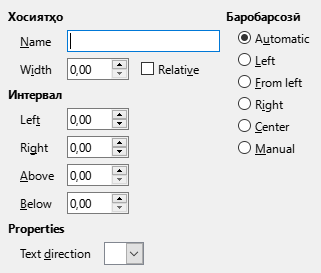 Хосиятҳо
Name
Width 0,00 Relative
Интервал
Left 0,00
Right 0,00
Above 0,00
Below 0,00
Properties
Text direction
Баробарсозӣ
Automatic
Left
From left
Right
Center
Manual